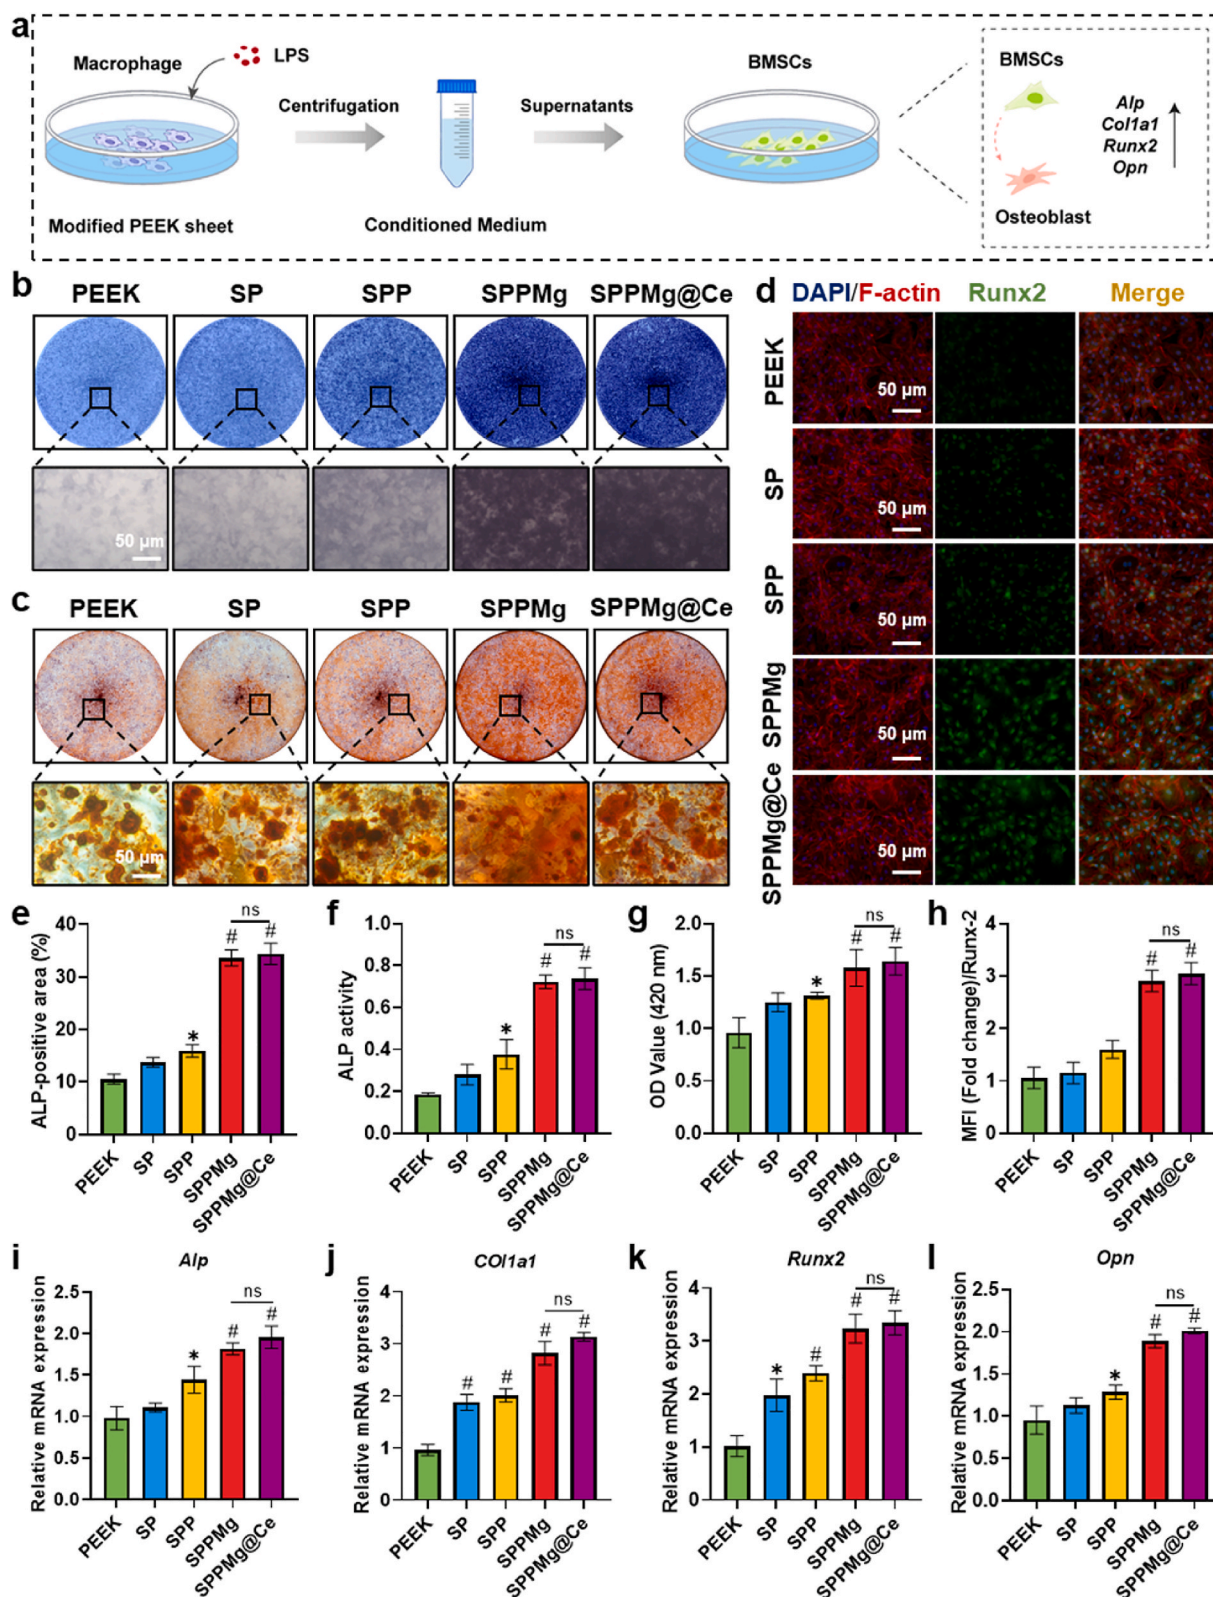 a
Macrophage
LPS
Centrifugation
Supernatants
BMSCs
BMSCs
Alp
Col1a1
Runx2
Opn
Osteoblast
Modified PEEK sheet
Conditioned Medium
b
PEEK
SP
SPP
SPPMg
SPPMg@Ce
50 μm
c
PEEK
SP
SPP
SPPMg
SPPMg@Ce
50 μm
d
DAPI/F-actin
Runx2
Merge
PEEK
50 μm
SP
50 μm
SPP
50 μm
SPPMg
50 μm
SPPMg@Ce
50 μm
e
ALP-positive area (%)
40
30
20
10
0
ns
#
#
*
PEEK
SP
SPP
SPPMg
SPPMg@Ce
f
ALP activity
1.0
0.8
0.6
0.4
0.2
0.0
ns
#
#
*
PEEK
SP
SPP
SPPMg
SPPMg@Ce
g
OD Value (420 nm)
2.0
1.5
1.0
0.5
0.0
ns
#
#
*
PEEK
SP
SPP
SPPMg
SPPMg@Ce
h
MFI (Fold change)/Runx-2
4
3
2
1
0
ns
#
#
PEEK
SP
SPP
SPPMg
SPPMg@Ce
i
Alp
Relative mRNA expression
2.5
2.0
1.5
1.0
0.5
0.0
ns
#
#
*
PEEK
SP
SPP
SPPMg
SPPMg@Ce
j
COl1a1
Relative mRNA expression
4
3
2
1
0
ns
#
#
#
#
PEEK
SP
SPP
SPPMg
SPPMg@Ce
k
Runx2
Relative mRNA expression
4
3
2
1
0
ns
#
#
#
*
PEEK
SP
SPP
SPPMg
SPPMg@Ce
l
Opn
Relative mRNA expression
2.5
2.0
1.5
1.0
0.5
0.0
ns
#
#
*
PEEK
SP
SPP
SPPMg
SPPMg@Ce